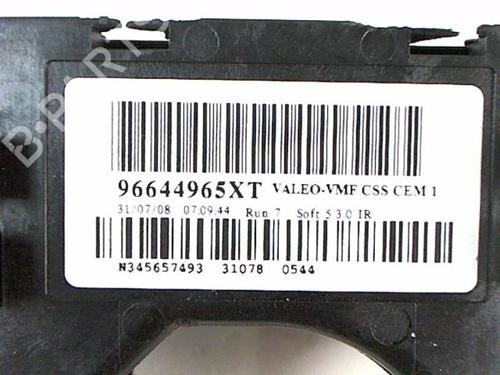 96644965XT VALEO-VMF CSS CEM 1
31/07/08 07:09:44 Run 7 Soft 5.3.0 IR
N345657493 31078 0544
B-PARTS